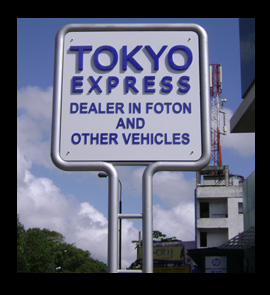 TOKYO
EXPRESS
DEALER IN FOTON
AND
OTHER VEHICLES